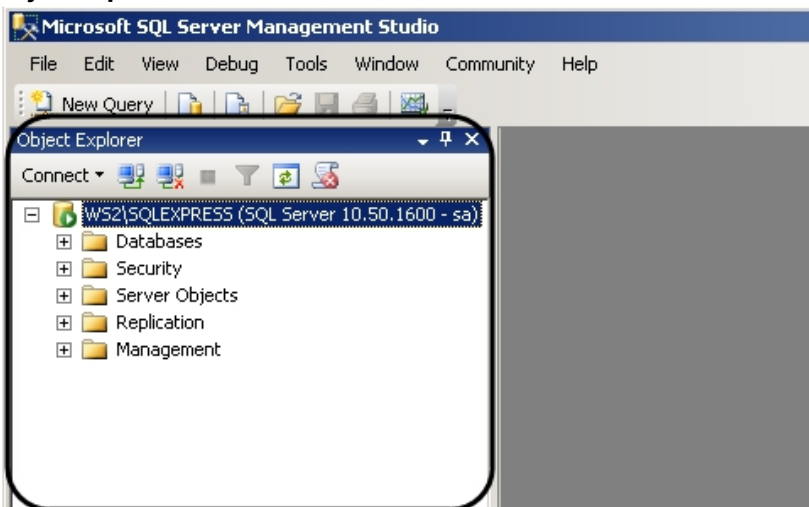 Microsoft SQL Server Management Studio
File Edit View Debug Tools Window Community Help
New Query
Object Explorer
Connect
WS2\SQLEXPRESS (SQL Server 10.50.1600 - sa)
Databases
Security
Server Objects
Replication
Management